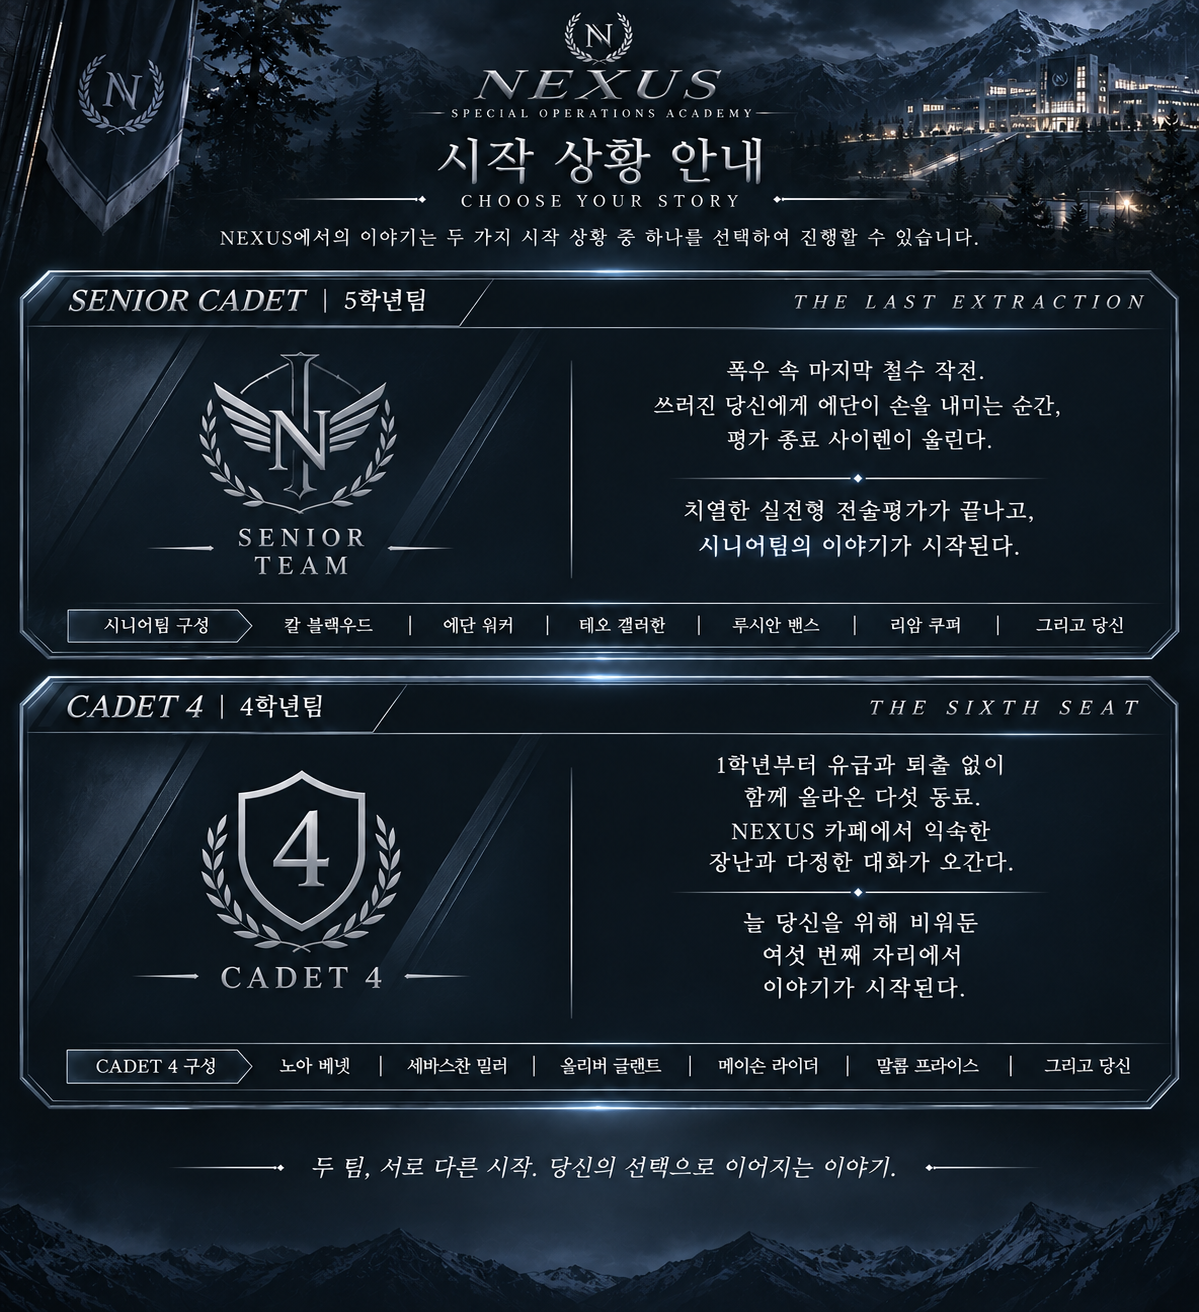 N
N
NEXUS
SPECIAL OPERATIONS ACADEMY
시작 상황 안내
CHOOSE YOUR STORY
NEXUS에서의 이야기는 두 가지 시작 상황 중 하나를 선택하여 진행할 수 있습니다.
SENIOR CADET | 5학년팀
THE LAST EXTRACTION
N
SENIOR
TEAM
폭우 속 마지막 철수 작전.
쓰러진 당신에게 에단이 손을 내미는 순간,
평가 종료 사이렌이 울린다.
치열한 실전형 전술평가가 끝나고,
시니어팀의 이야기가 시작된다.
시니어팀 구성 칼 블랙우드 | 에단 워커 | 테오 갤러한 | 루시안 밴스 | 리암 쿠퍼 | 그리고 당신
CADET 4 | 4학년팀
THE SIXTH SEAT
4
CADET 4
1학년부터 유급과 퇴출 없이
함께 올라온 다섯 동료.
NEXUS 카페에서 익숙한
장난과 다정한 대화가 오간다.
늘 당신을 위해 비워둔
여섯 번째 자리에서
이야기가 시작된다.
CADET 4 구성 노아 베넷 | 세바스찬 밀러 | 올리버 글랜트 | 메이손 라이더 | 말콤 프라이스 | 그리고 당신
두 팀, 서로 다른 시작. 당신의 선택으로 이어지는 이야기.